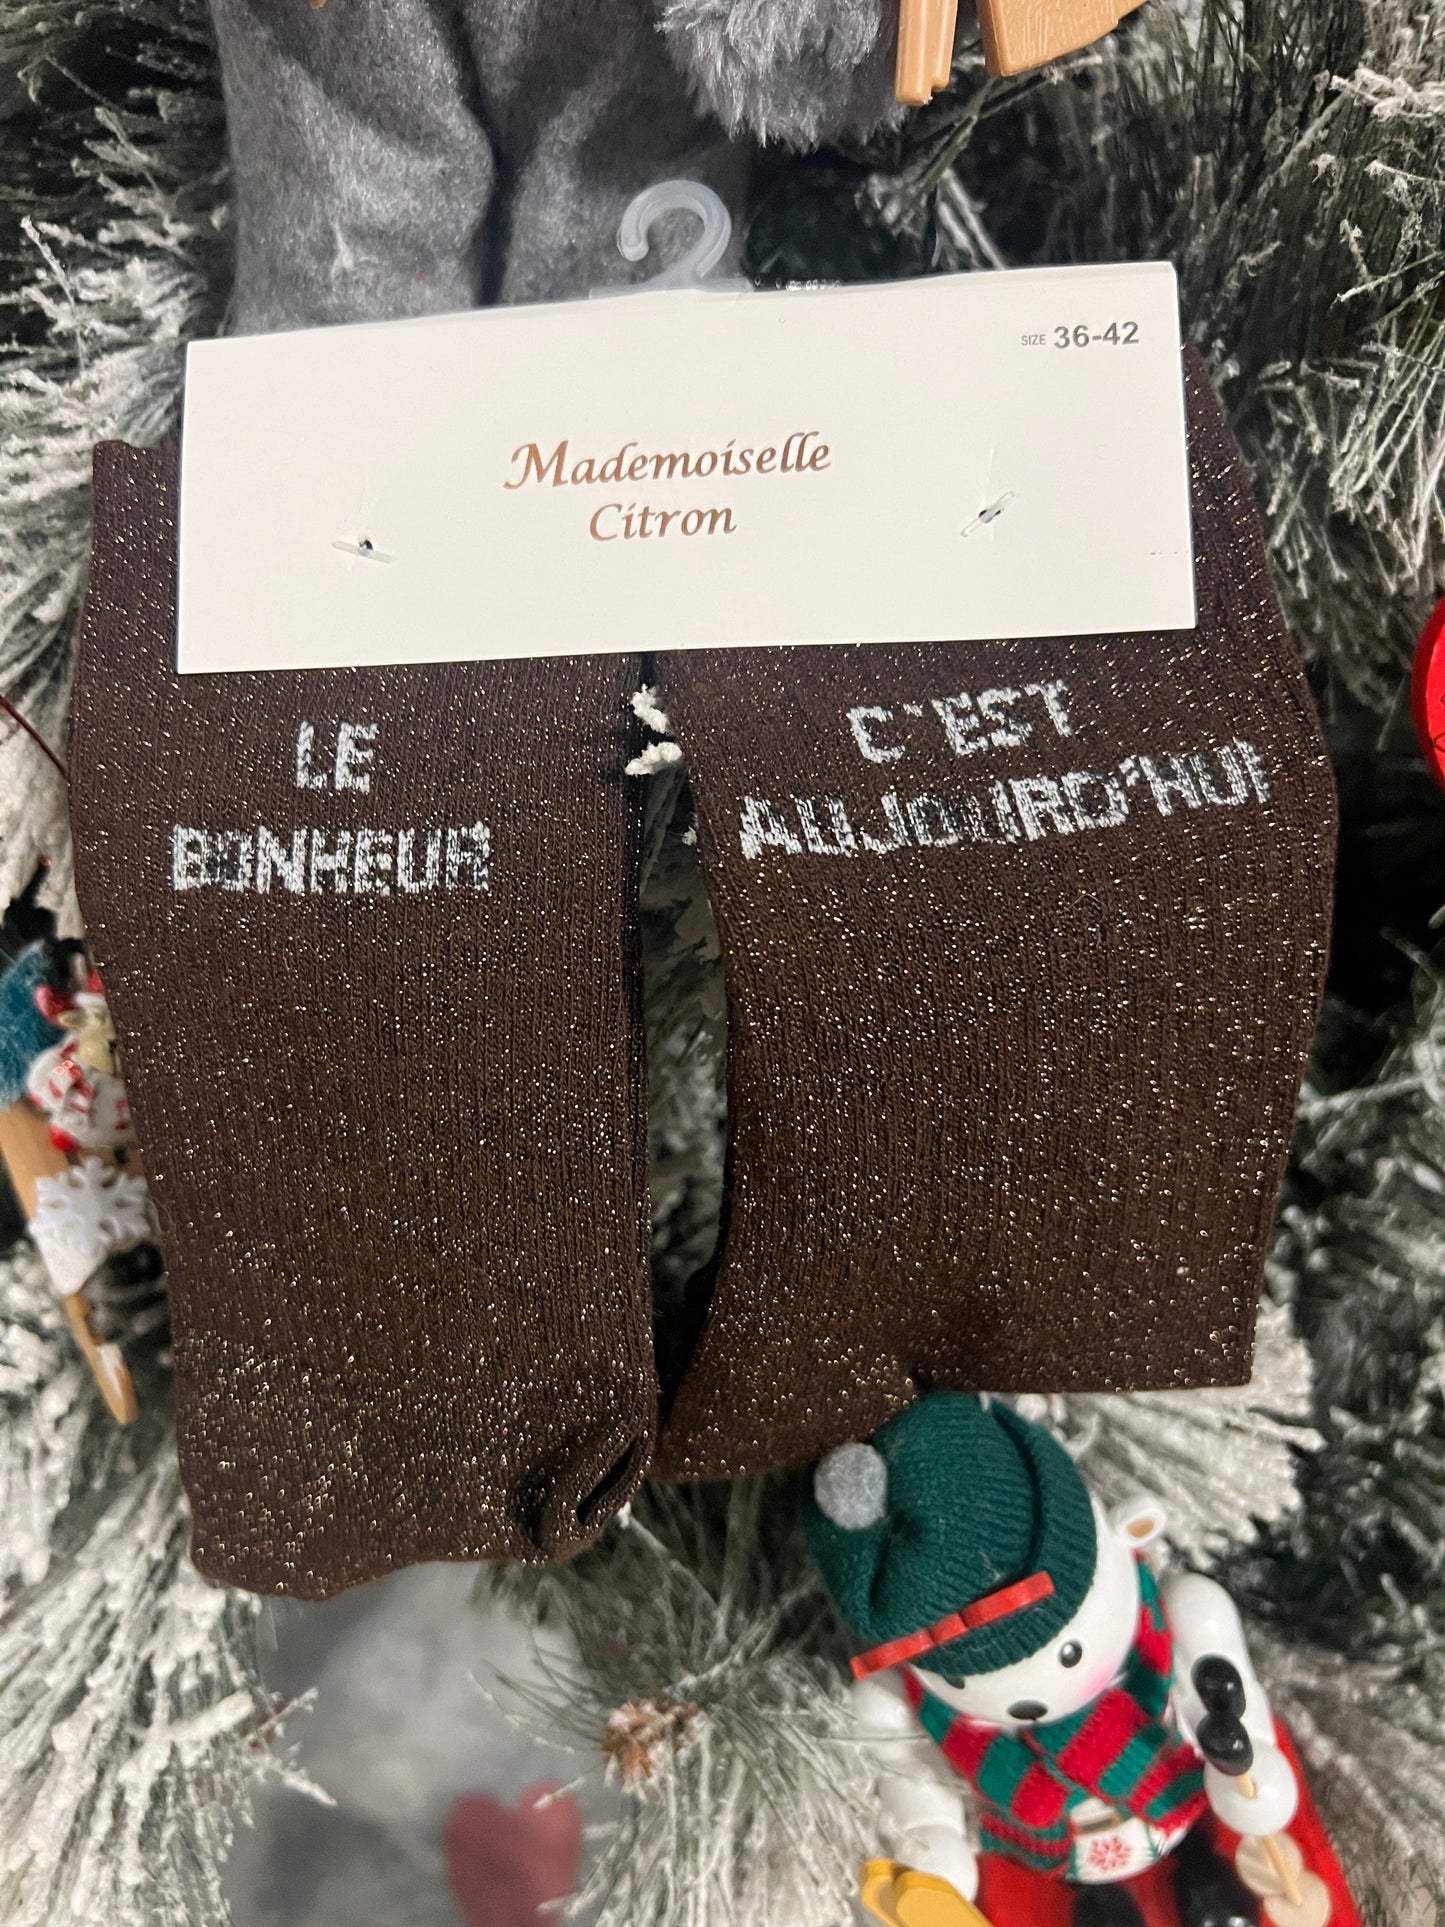 SIZE 36-42
Mademoiselle
Citron
LE
BONHEUR
C'EST
AUJOURD'HUI